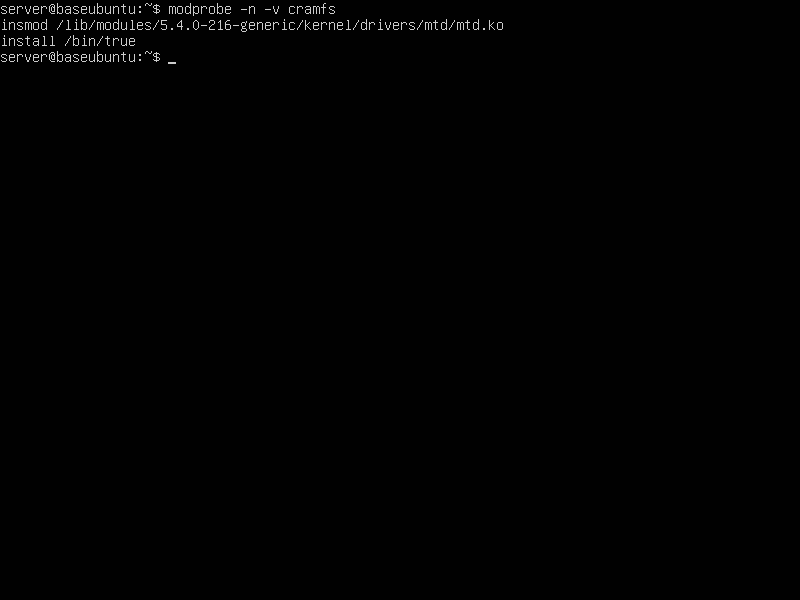 server@baseubuntu:~$ modprobe -n -v cramfs
insmod /lib/modules/5.4.0-216-generic/kernel/drivers/mtd/mtd.ko
install /bin/true
server@baseubuntu:~$ _